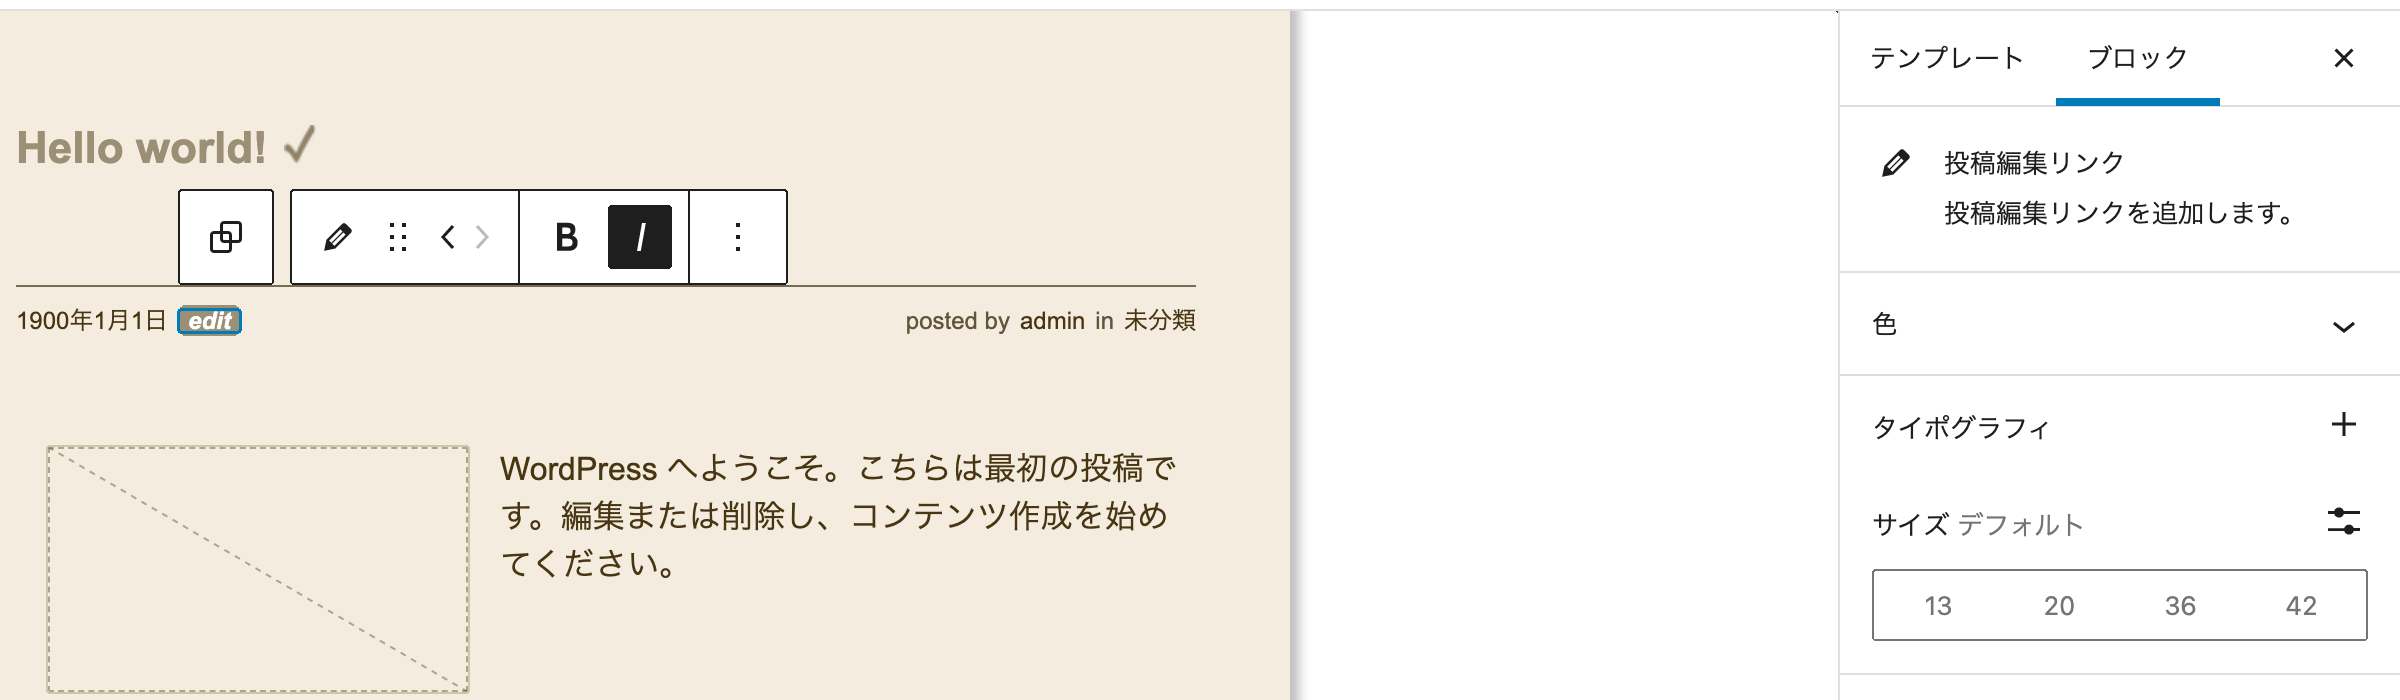 Hello world!
B I
1900年1月1日 edit
posted by admin in 未分類
WordPress へようこそ。こちらは最初の投稿で
す。編集または削除し、コンテンツ作成を始め
てください。
テンプレート ブロック
投稿編集リンク
投稿編集リンクを追加します。
色
タイポグラフィ
サイズ デフォルト
13 20 36 42